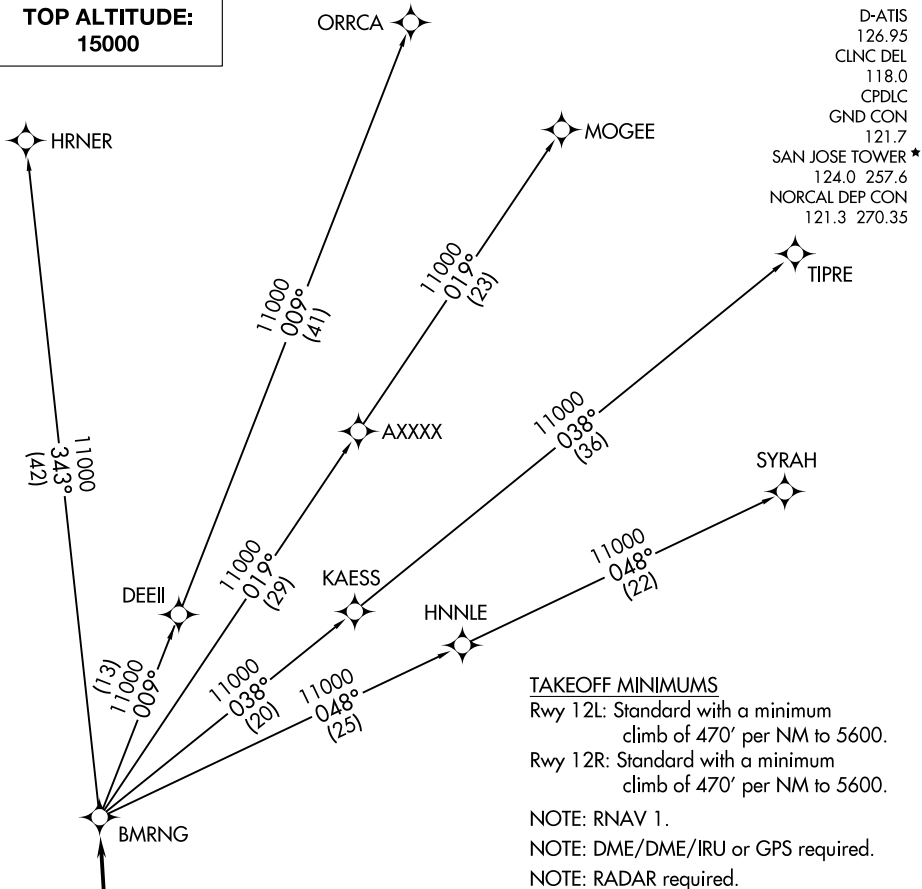 TOP ALTITUDE:
15000
ORRCA
D-ATIS
126.95
CLNC DEL
118.0
CPDLC
GND CON
121.7
SAN JOSE TOWER ★
124.0 257.6
NORCAL DEP CON
121.3 270.35
HRNER
MOGEE
TIPRE
11000
009°
(41)
11000
019°
(23)
11000
038°
(36)
AXXXX
11000
343°
(42)
SYRAH
11000
048°
(22)
11000
019°
(29)
KAESS
DEEII
HNNLE
(13)
11000
009°
11000
038°
(20)
11000
048°
(25)
BMRNG
TAKEOFF MINIMUMS
Rwy 12L: Standard with a minimum
climb of 470' per NM to 5600.
Rwy 12R: Standard with a minimum
climb of 470' per NM to 5600.
NOTE: RNAV 1.
NOTE: DME/DME/IRU or GPS required.
NOTE: RADAR required.